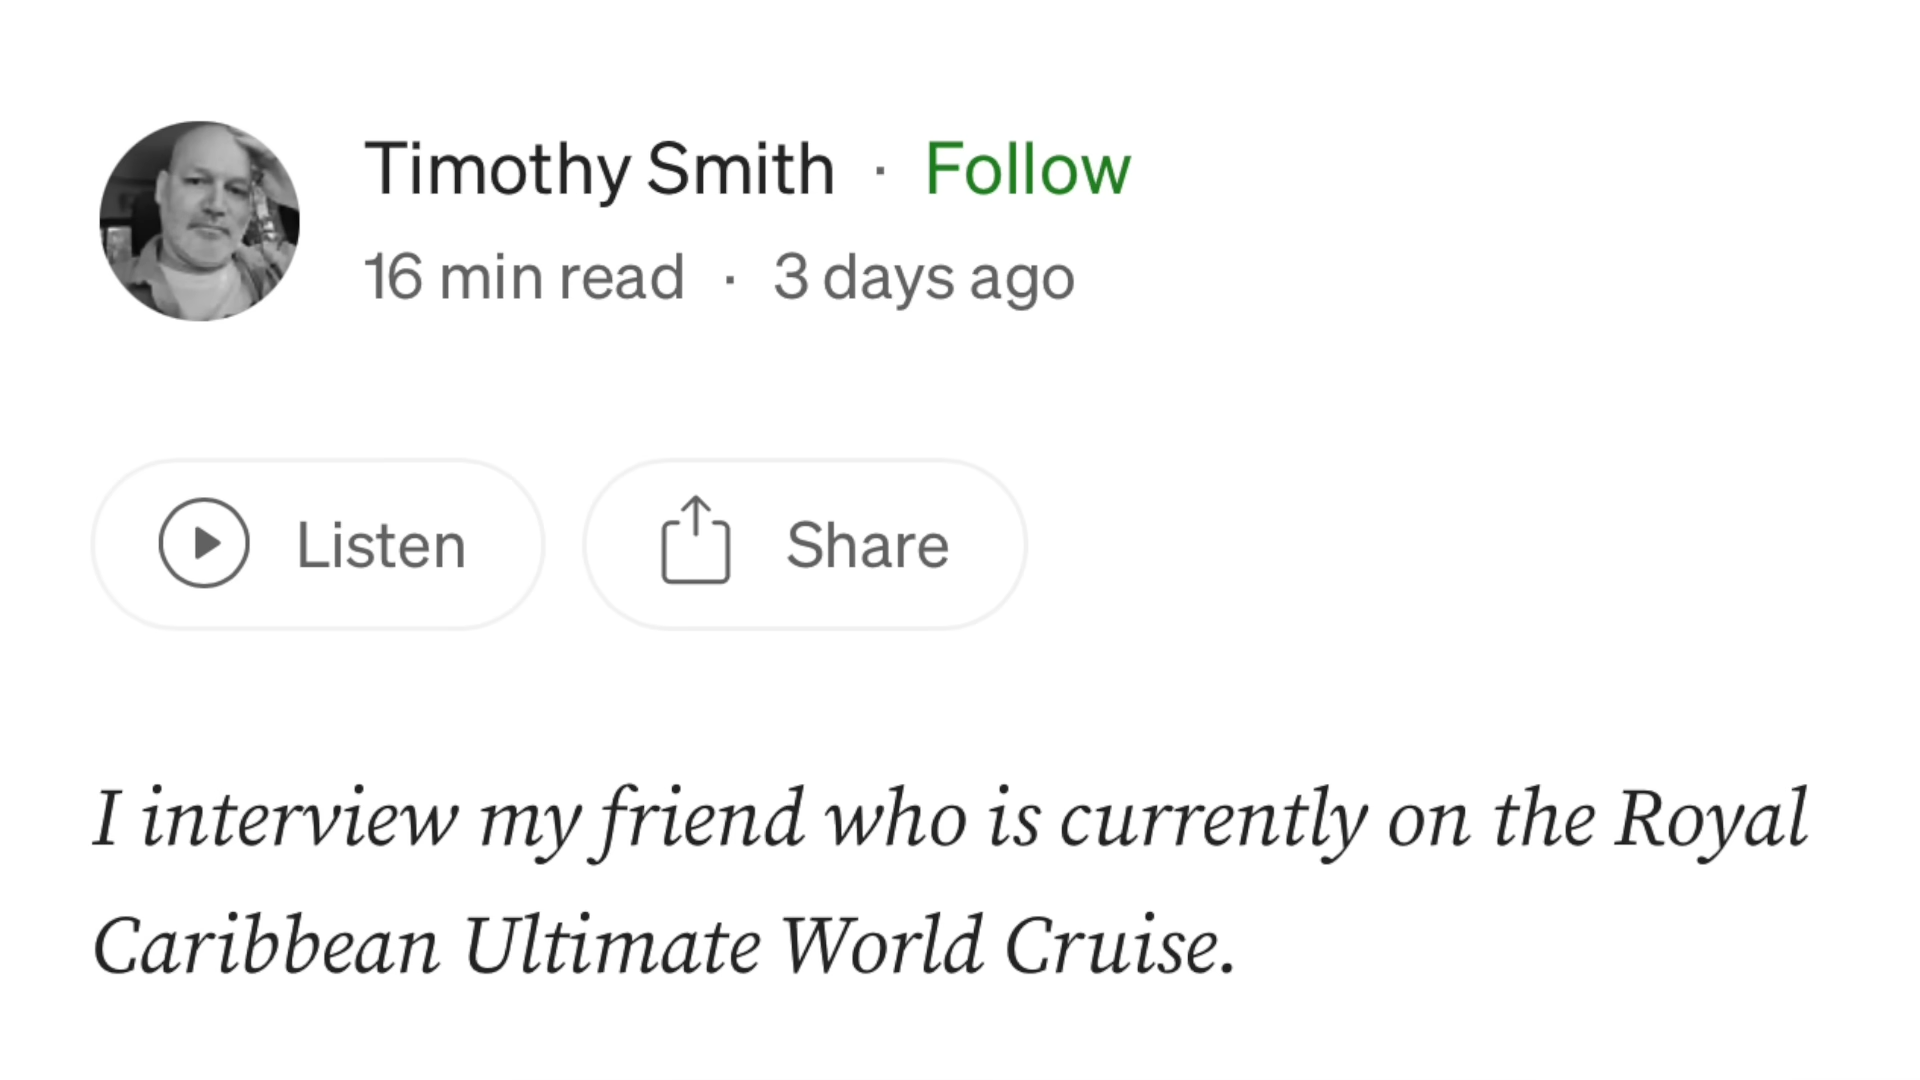 Timothy Smith · Follow
16 min read · 3 days ago
Listen
Share
I interview my friend who is currently on the Royal
Caribbean Ultimate World Cruise.